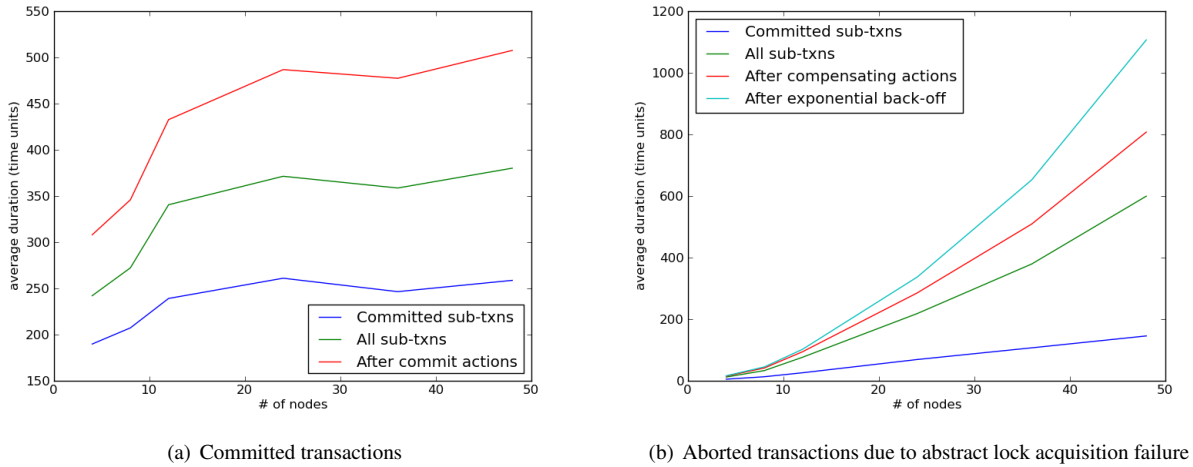 550
500
450
400
350
300
250
200
150
average duration (time units)
0 10 20 30 40 50
# of nodes
Committed sub-txns
All sub-txns
After commit actions
(a) Committed transactions
1200
1000
800
600
400
200
0
average duration (time units)
0 10 20 30 40 50
# of nodes
Committed sub-txns
All sub-txns
After compensating actions
After exponential back-off
(b) Aborted transactions due to abstract lock acquisition failure